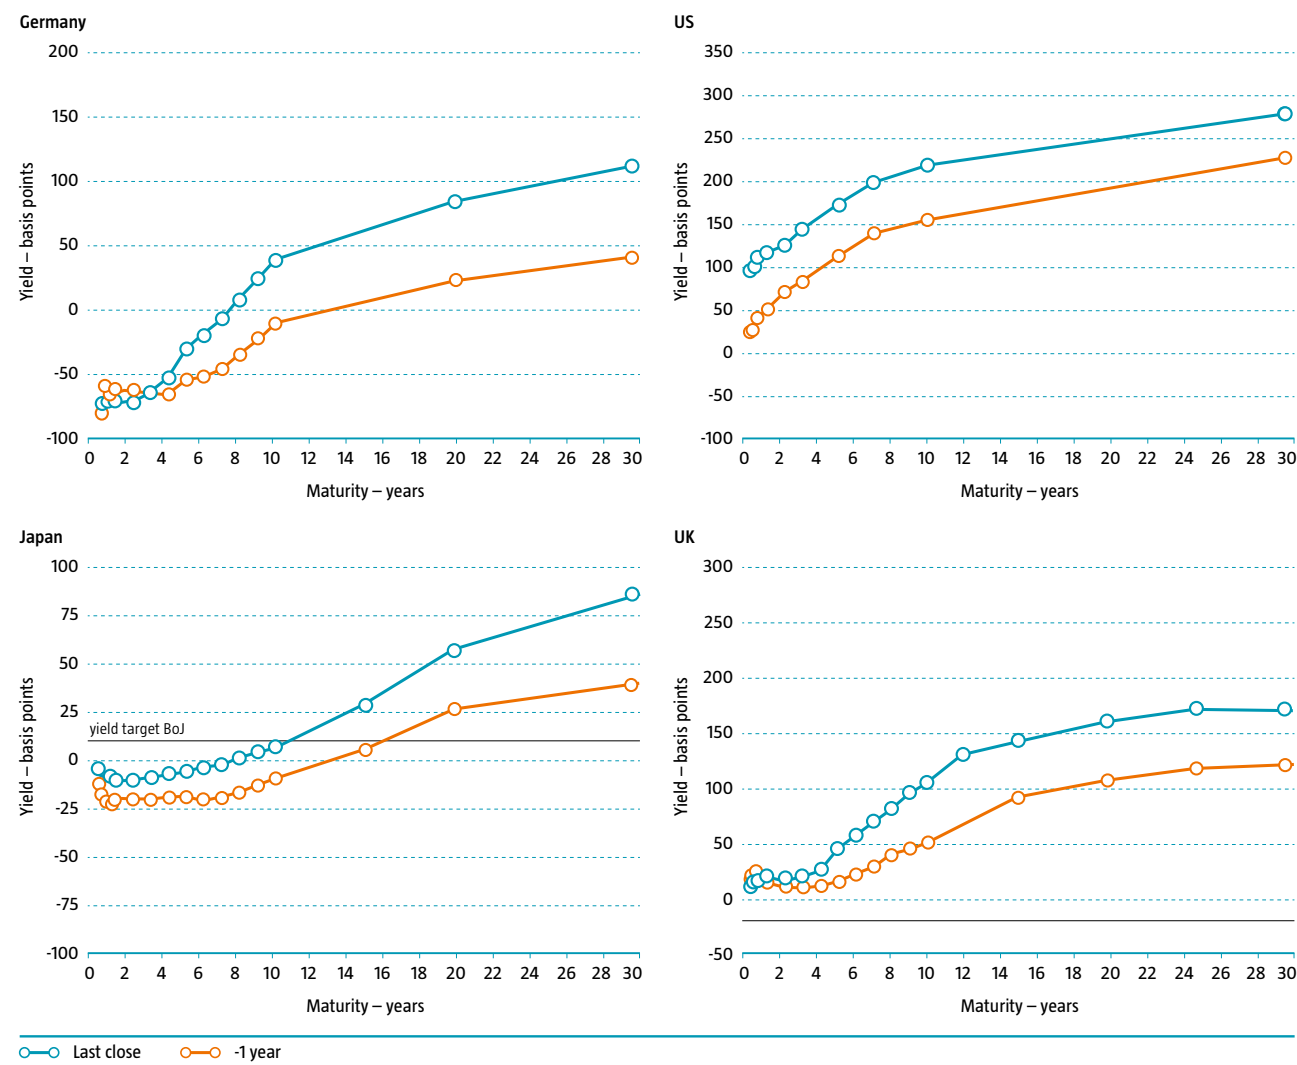 Germany
200
150
100
50
0
-50
-100
Yield – basis points
0 2 4 6 8 10 12 14 16 18 20 22 24 26 28 30
Maturity – years
US
350
300
250
200
150
100
50
0
-50
-100
Yield – basis points
0 2 4 6 8 10 12 14 16 18 20 22 24 26 28 30
Maturity – years
Japan
100
75
50
25
yield target BoJ
0
-25
-50
-75
-100
Yield – basis points
0 2 4 6 8 10 12 14 16 18 20 22 24 26 28 30
Maturity – years
UK
300
250
200
150
100
50
0
-50
Yield – basis points
0 2 4 6 8 10 12 14 16 18 20 22 24 26 28 30
Maturity – years
Last close -1 year